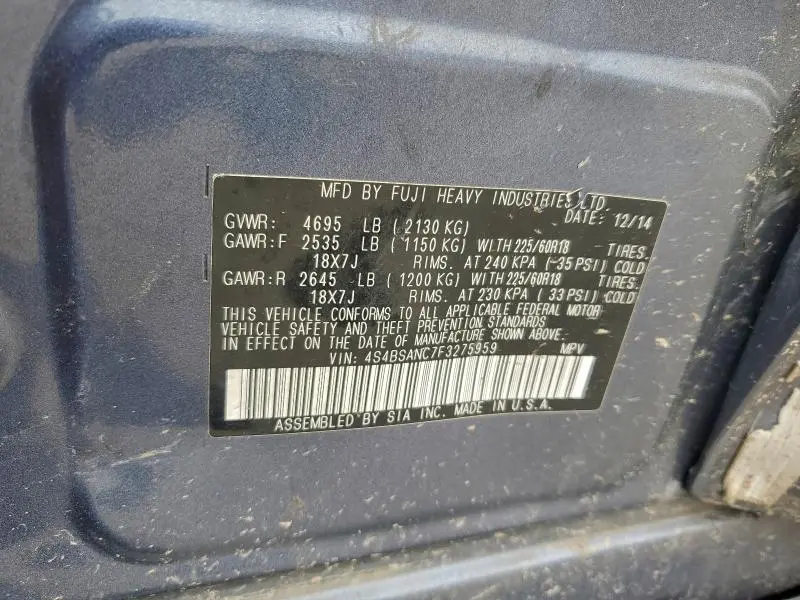 MFD BY FUJI HEAVY INDUSTRIES LTD.
DATE: 12/14
GVWR: 4695 LB (2130 KG)
GAWR:F 2535 LB (1150 KG) WITH 225/60R18 TIRES.
18X7J RIMS. AT 240 KPA (35 PSI) COLD
GAWR:R 2645 LB (1200 KG) WITH 225/60R18 TIRES.
18X7J RIMS. AT 230 KPA (33 PSI) COLD
THIS VEHICLE CONFORMS TO ALL APPLICABLE FEDERAL MOTOR
VEHICLE SAFETY AND THEFT PREVENTION STANDARDS
IN EFFECT ON THE DATE OF MANUFACTURE SHOWN ABOVE.
VIN: 4S4BSANC7F3275959 MPV
ASSEMBLED BY SIA INC. MADE IN U.S.A.